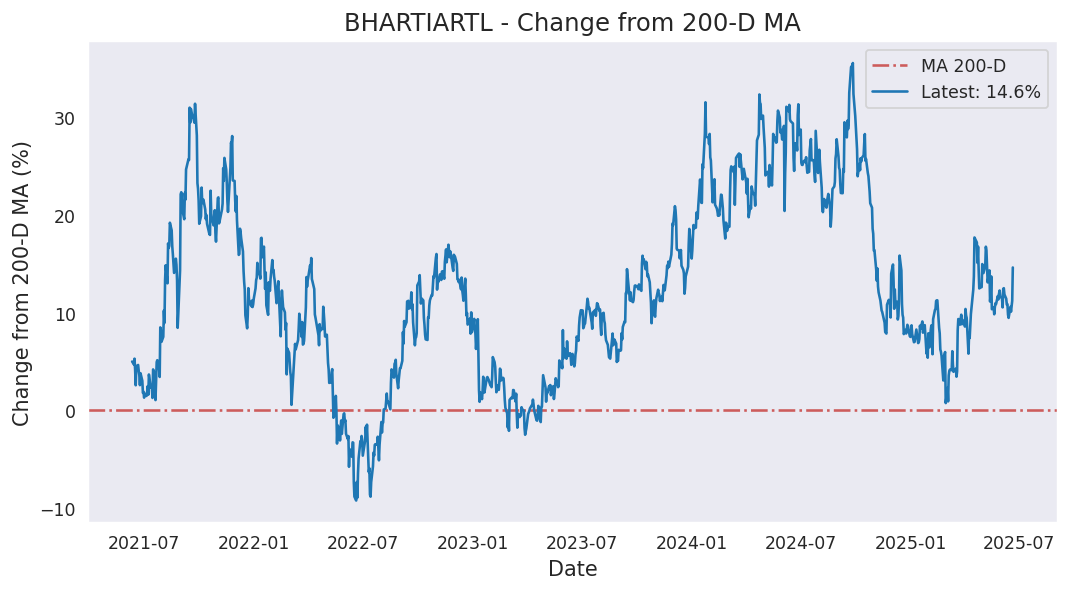 BHARTIARTL - Change from 200-D MA
MA 200-D
Latest: 14.6%
Change from 200-D MA (%)
30
20
10
0
−10
2021-07 2022-01 2022-07 2023-01 2023-07 2024-01 2024-07 2025-01 2025-07
Date